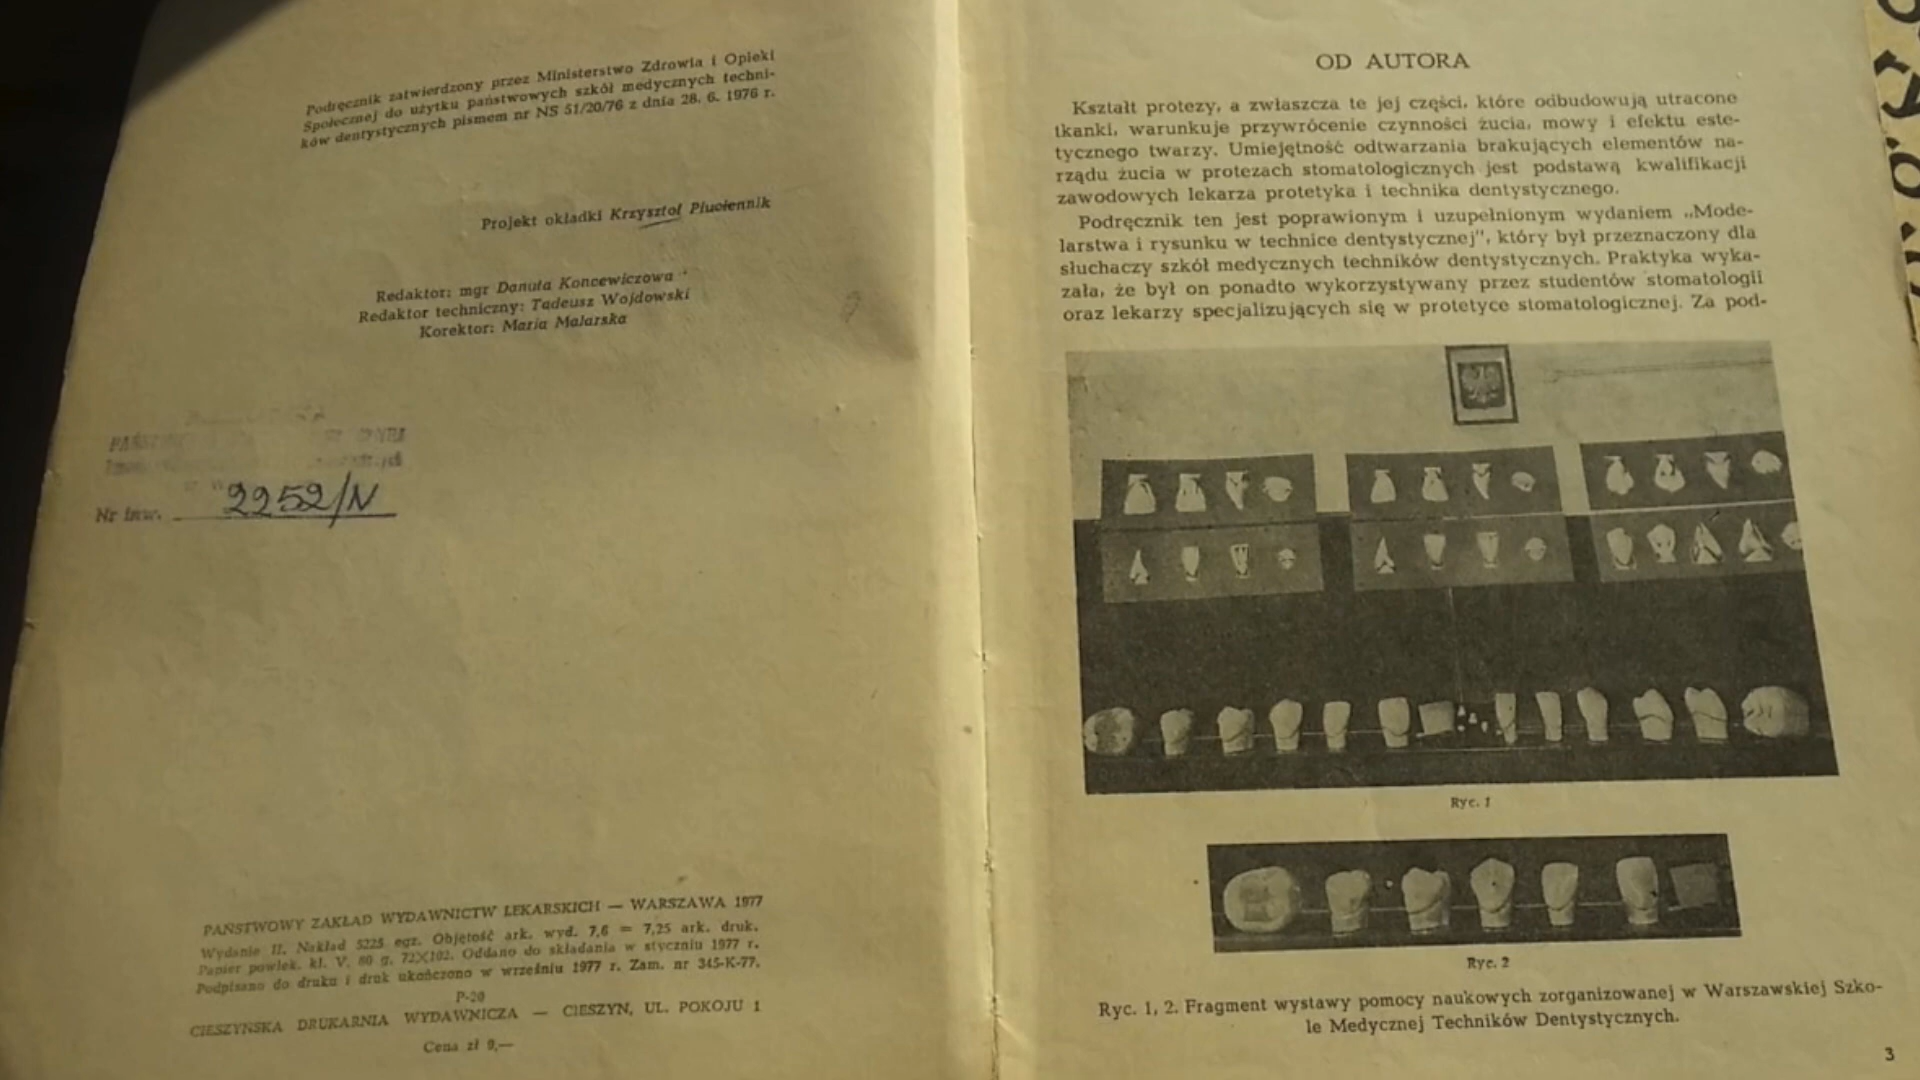 Podręcznik zatwierdzony przez Ministerstwo Zdrowia i Opieki
Społecznej do użytku państwowych szkół medycznych techni-
ków dentystycznych pismem nr NS 51/20/76 z dnia 28. 6. 1976 r.
Projekt okładki Krzysztof Płuciennik
Redaktor: mgr Danuta Koncewiczowa
Redaktor techniczny: Tadeusz Wojdowski
Korektor: Maria Malarska
Nr inw. 2252/N
PAŃSTWOWY ZAKŁAD WYDAWNICTW LEKARSKICH — WARSZAWA 1977
Wydanie II. Nakład 5225 egz. Objętość ark. wyd. 7,6 = 7,25 ark. druk.
Papier powlek. kl. V, 80 g, 72×102. Oddano do składania w styczniu 1977 r.
Podpisano do druku i druk ukończono w wrześniu 1977 r. Zam. nr 345-K-77.
P-20
CIESZYŃSKA DRUKARNIA WYDAWNICZA — CIESZYN, UL. POKOJU 1
Cena zł 9,—
OD AUTORA
Kształt protezy, a zwłaszcza te jej części, które odbudowują utracone
tkanki, warunkuje przywrócenie czynności żucia, mowy i efektu este-
tycznego twarzy. Umiejętność odtwarzania brakujących elementów na-
rządu żucia w protezach stomatologicznych jest podstawą kwalifikacji
zawodowych lekarza protetyka i technika dentystycznego.
Podręcznik ten jest poprawionym i uzupełnionym wydaniem „Mode-
larstwa i rysunku w technice dentystycznej", który był przeznaczony dla
słuchaczy szkół medycznych techników dentystycznych. Praktyka wyka-
zała, że był on ponadto wykorzystywany przez studentów stomatologii
oraz lekarzy specjalizujących się w protetyce stomatologicznej. Za pod-
Ryc. 1
Ryc. 2
Ryc. 1, 2. Fragment wystawy pomocy naukowych zorganizowanej w Warszawskiej Szko-
le Medycznej Techników Dentystycznych.
3